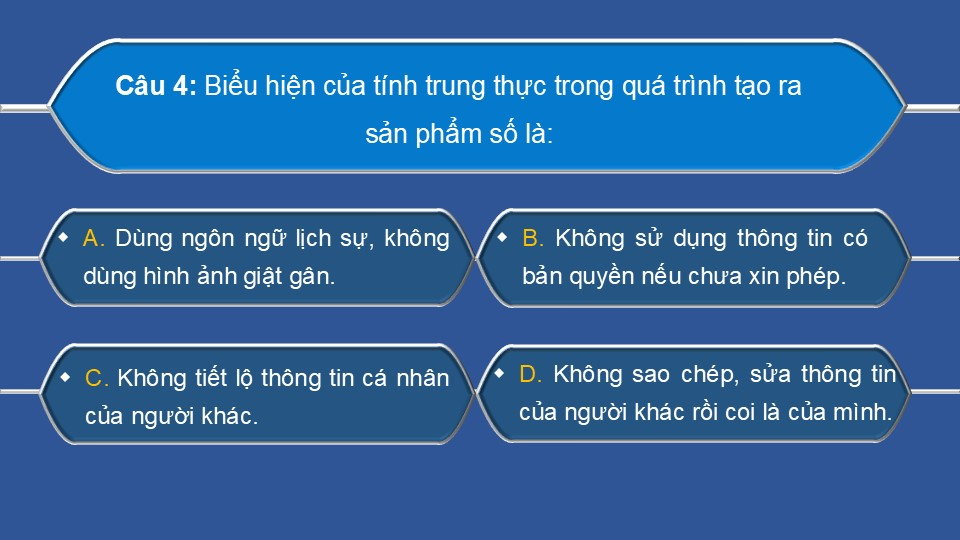 Câu 4: Biểu hiện của tính trung thực trong quá trình tạo ra
sản phẩm số là:
A. Dùng ngôn ngữ lịch sự, không
dùng hình ảnh giật gân.
B. Không sử dụng thông tin có
bản quyền nếu chưa xin phép.
C. Không tiết lộ thông tin cá nhân
của người khác.
D. Không sao chép, sửa thông tin
của người khác rồi coi là của mình.